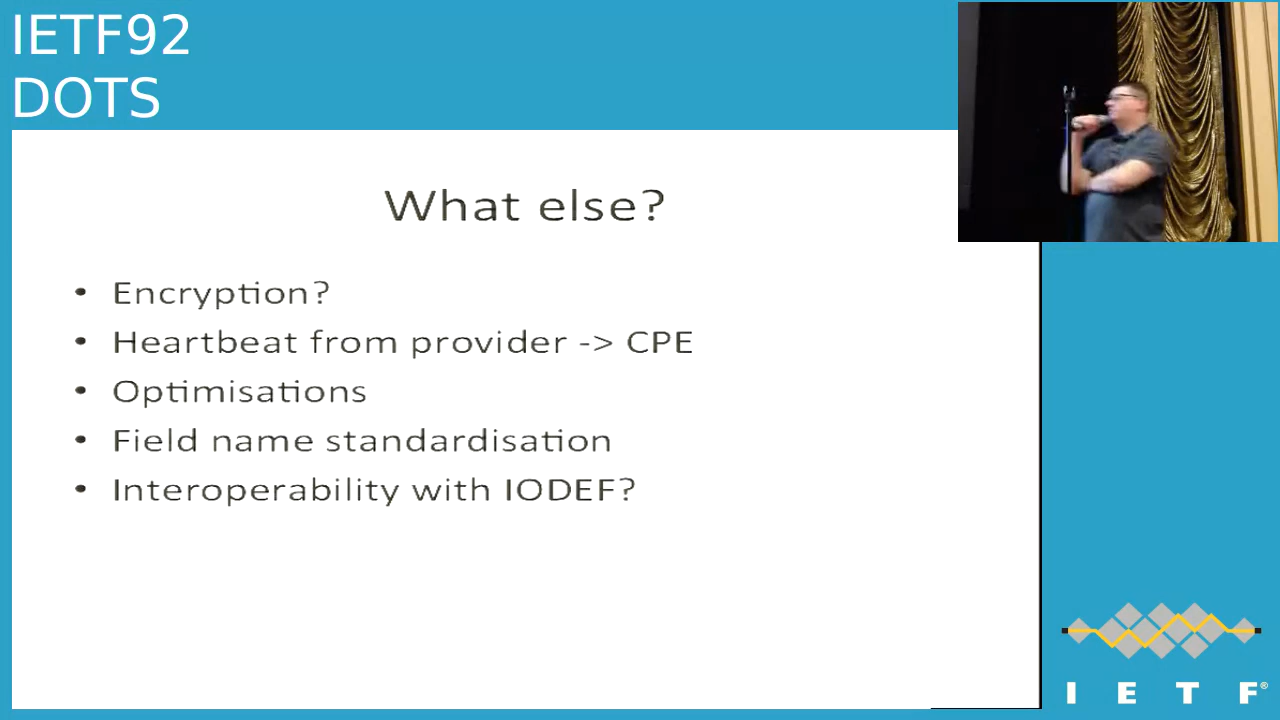 IETF92
DOTS
What else?
• Encryption?
• Heartbeat from provider -> CPE
• Optimisations
• Field name standardisation
• Interoperability with IODEF?
I E T F®